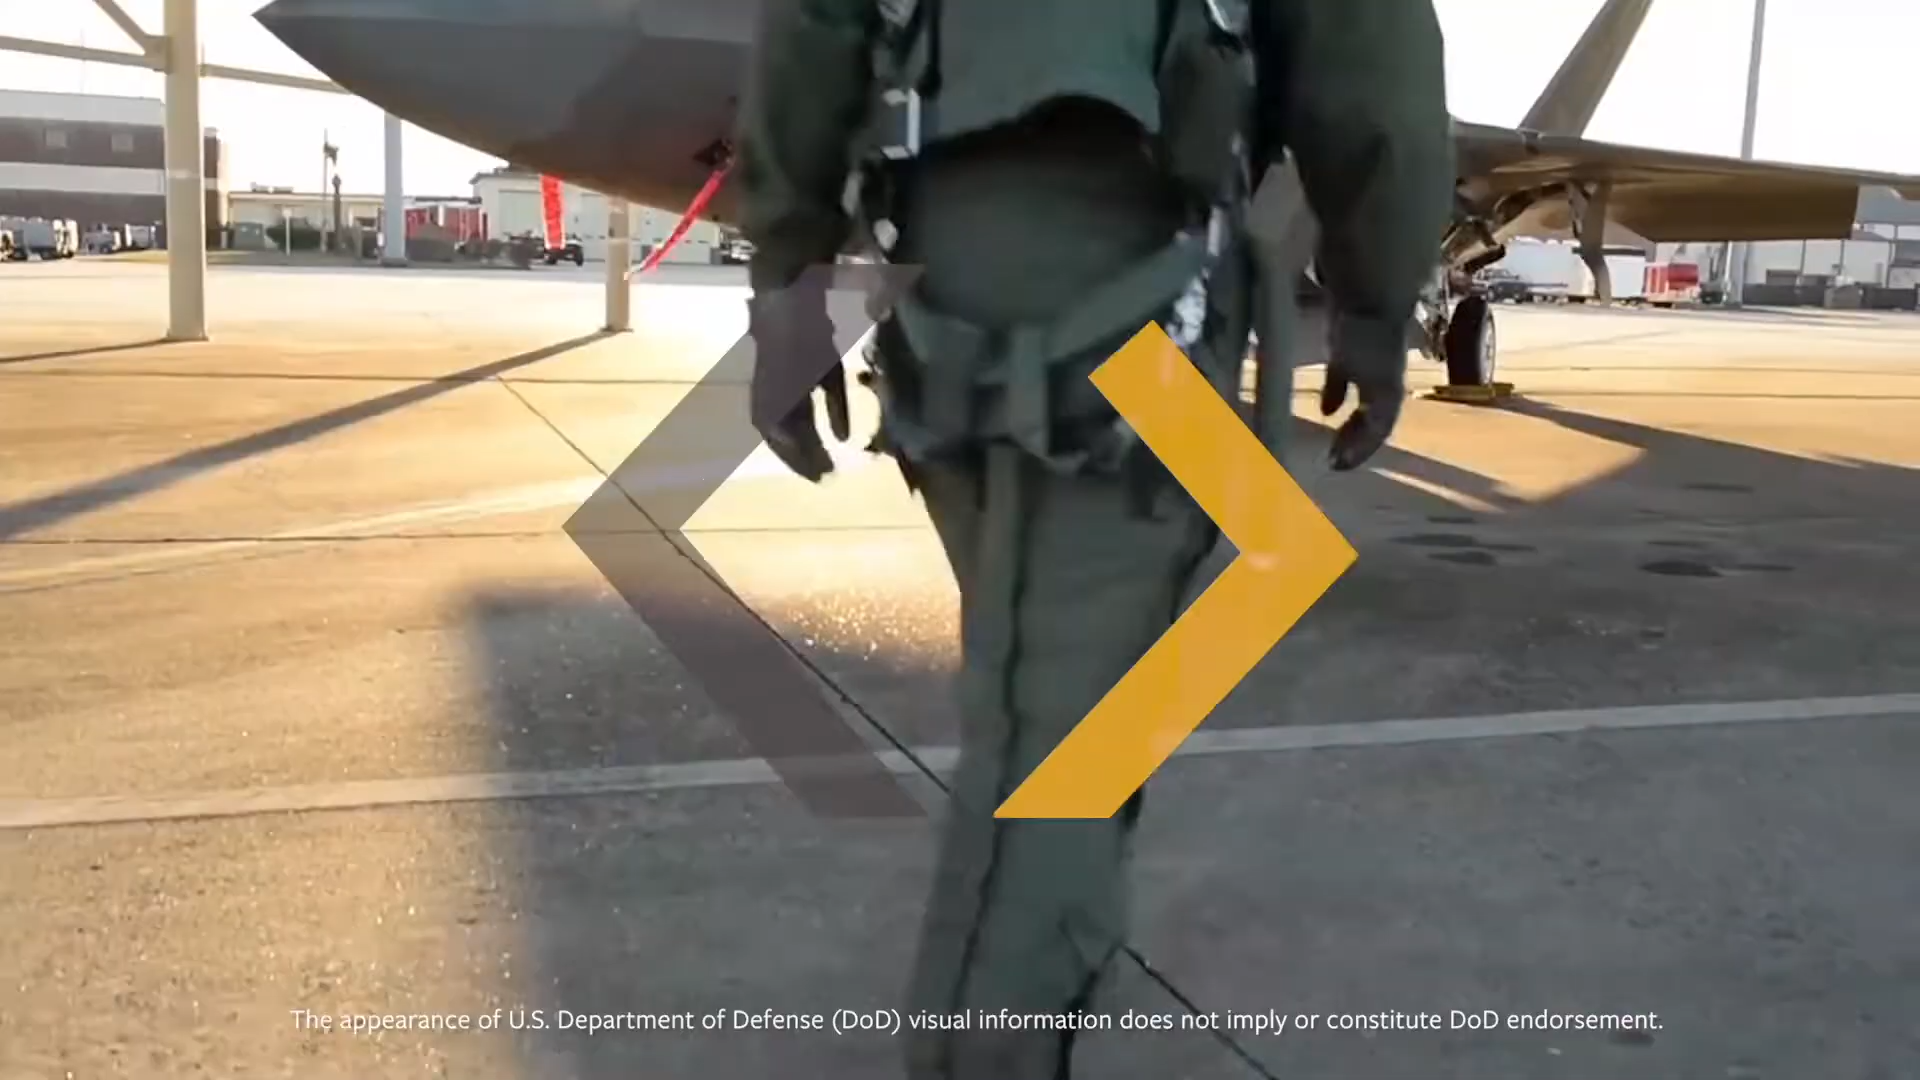 The appearance of U.S. Department of Defense (DoD) visual information does not imply or constitute DoD endorsement.